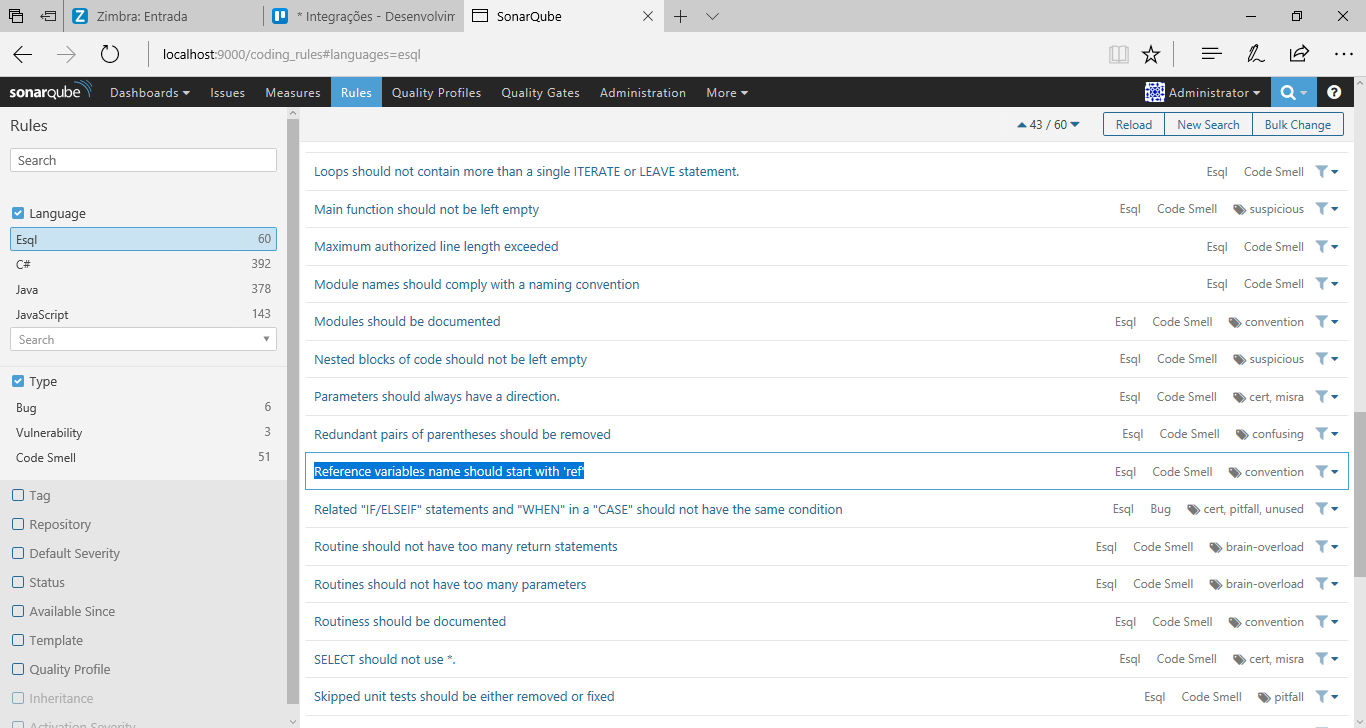 Zimbra: Entrada
* Integrações - Desenvolvim
SonarQube
localhost:9000/coding_rules#languages=esql
sonarqube Dashboards Issues Measures Rules Quality Profiles Quality Gates Administration More Administrator
Rules
43 / 60 Reload New Search Bulk Change
Search
Language
Esql 60
C# 392
Java 378
JavaScript 143
Search
Type
Bug 6
Vulnerability 3
Code Smell 51
Tag
Repository
Default Severity
Status
Available Since
Template
Quality Profile
Inheritance
Activation Severity
Loops should not contain more than a single ITERATE or LEAVE statement. Esql Code Smell
Main function should not be left empty Esql Code Smell suspicious
Maximum authorized line length exceeded Esql Code Smell
Module names should comply with a naming convention Esql Code Smell
Modules should be documented Esql Code Smell convention
Nested blocks of code should not be left empty Esql Code Smell suspicious
Parameters should always have a direction. Esql Code Smell cert, misra
Redundant pairs of parentheses should be removed Esql Code Smell confusing
Reference variables name should start with 'ref' Esql Code Smell convention
Related "IF/ELSEIF" statements and "WHEN" in a "CASE" should not have the same condition Esql Bug cert, pitfall, unused
Routine should not have too many return statements Esql Code Smell brain-overload
Routines should not have too many parameters Esql Code Smell brain-overload
Routiness should be documented Esql Code Smell convention
SELECT should not use *. Esql Code Smell cert, misra
Skipped unit tests should be either removed or fixed Esql Code Smell pitfall